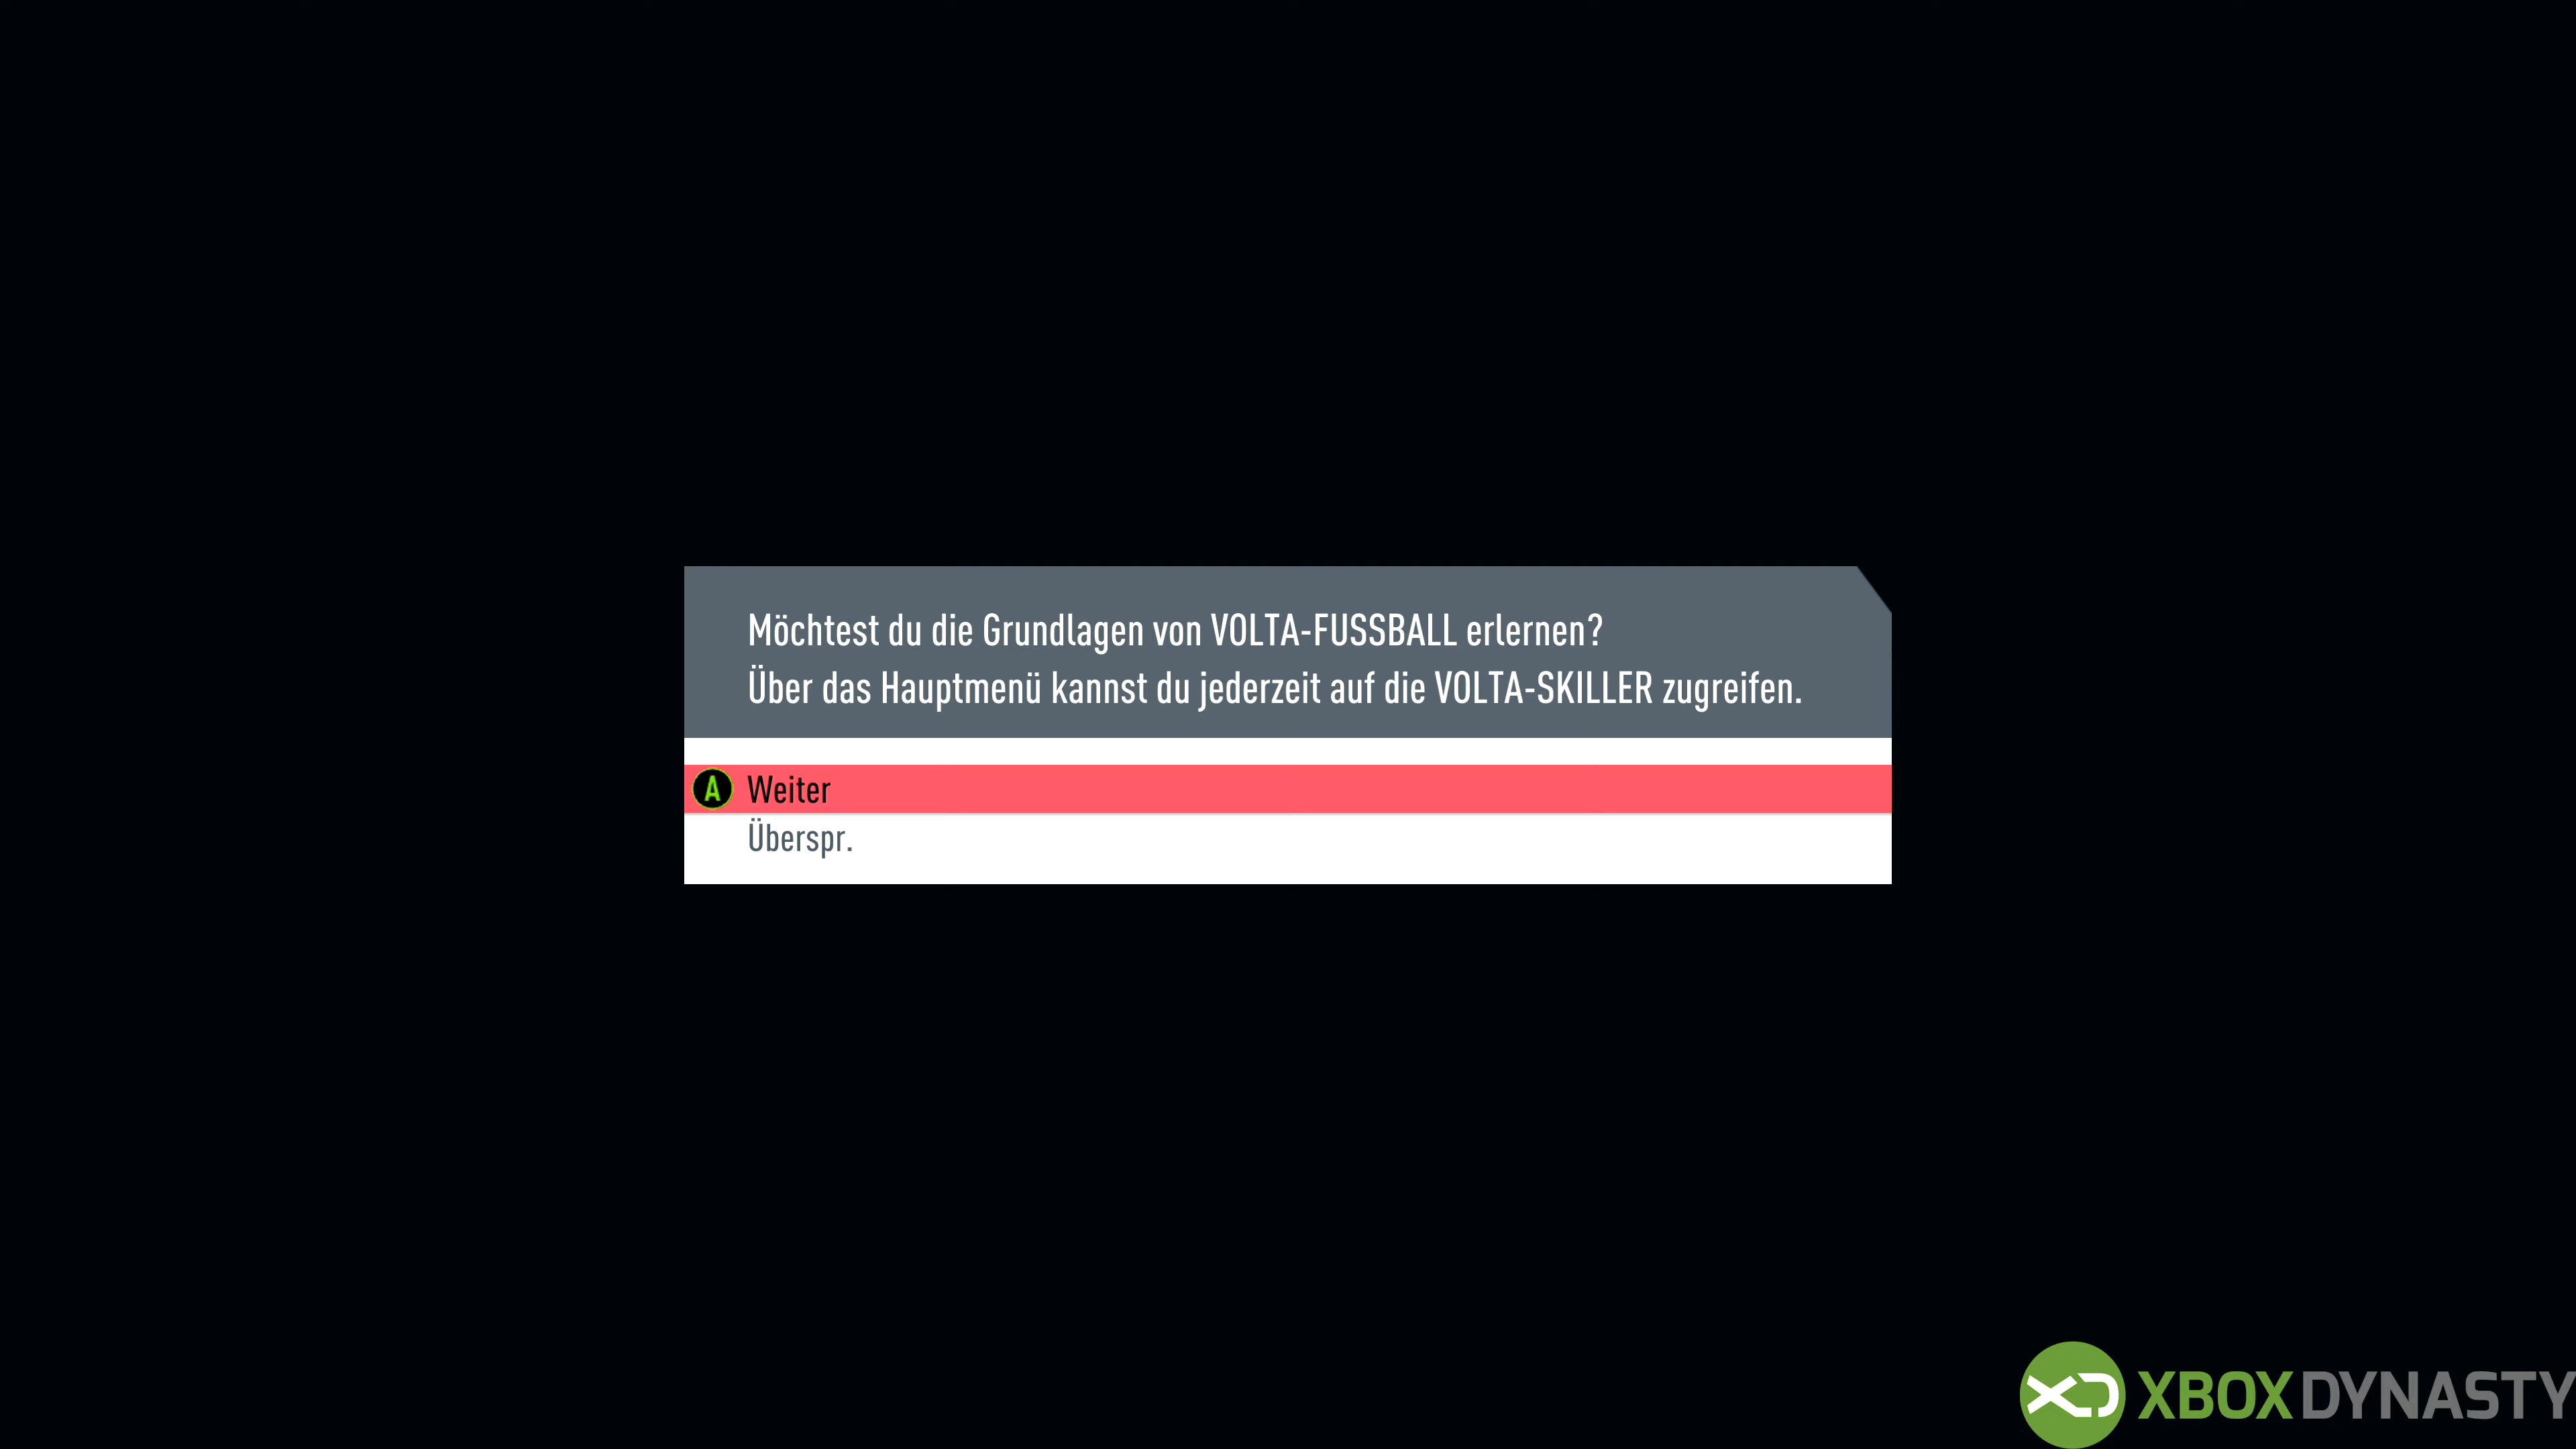 Möchtest du die Grundlagen von VOLTA-FUSSBALL erlernen?
Über das Hauptmenü kannst du jederzeit auf die VOLTA-SKILLER zugreifen.
A Weiter
Überspr.
XD XBOXDYNASTY